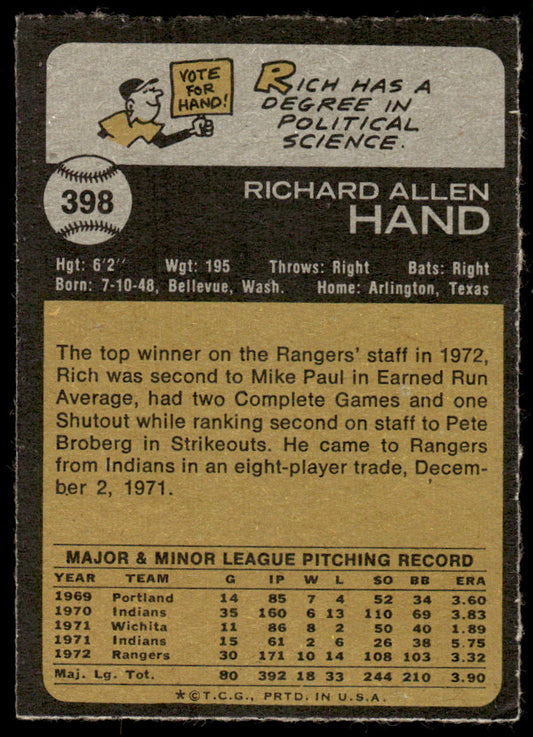 VOTE
FOR
HAND!
RICH HAS A
DEGREE IN
POLITICAL
SCIENCE.
398
RICHARD ALLEN
HAND
Hgt: 6'2" Wgt: 195 Throws: Right Bats: Right
Born: 7-10-48, Bellevue, Wash. Home: Arlington, Texas
The top winner on the Rangers' staff in 1972,
Rich was second to Mike Paul in Earned Run
Average, had two Complete Games and one
Shutout while ranking second on staff to Pete
Broberg in Strikeouts. He came to Rangers
from Indians in an eight-player trade, Decem-
ber 2, 1971.
MAJOR & MINOR LEAGUE PITCHING RECORD
YEAR TEAM G IP W L SO BB ERA
1969 Portland 14 85 7 4 52 34 3.60
1970 Indians 35 160 6 13 110 69 3.83
1971 Wichita 11 86 8 2 50 40 1.89
1971 Indians 15 61 2 6 26 38 5.75
1972 Rangers 30 171 10 14 108 103 3.32
Maj. Lg. Tot. 80 392 18 33 244 210 3.90
*©T.C.G., PRTD. IN U.S.A.